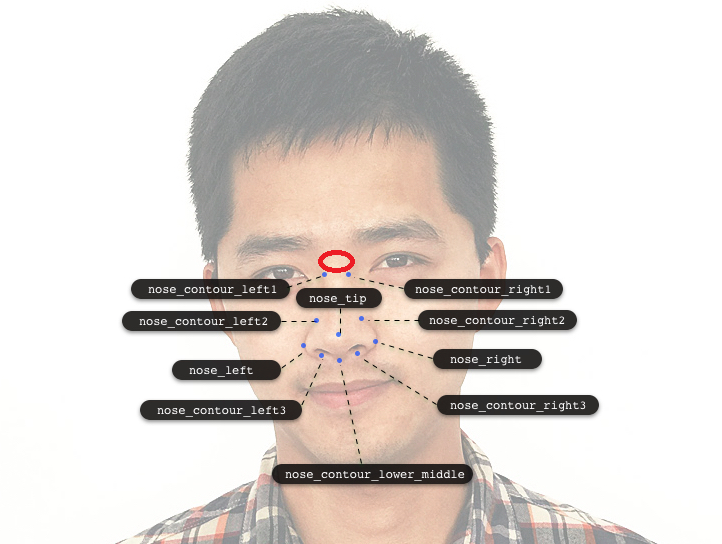 nose_contour_left1
nose_contour_right1
nose_tip
nose_contour_left2
nose_contour_right2
nose_left
nose_right
nose_contour_left3
nose_contour_right3
nose_contour_lower_middle